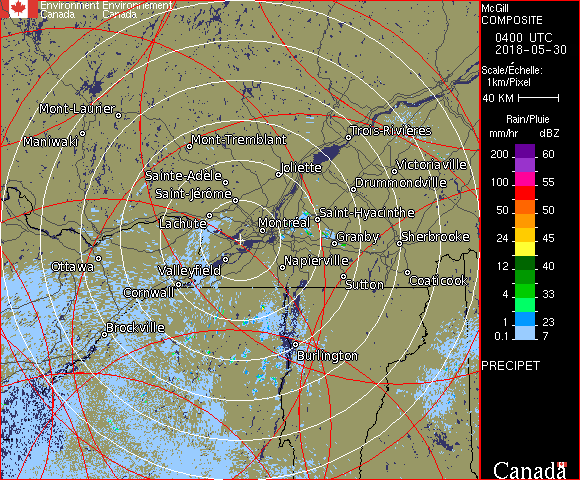 Environment Environnement
Canada Canada
McGill
COMPOSITE
0400 UTC
2018-05-30
Scale/Échelle:
1km/Pixel
40 KM
Rain/Pluie
mm/hr dBZ
200 60
100 55
50 50
24 45
12 40
4 33
1 23
0.1 7
PRECIPET
Canada
Mont-Laurier
Maniwaki
Mont-Tremblant
Trois-Rivières
Sainte-Adèle
Joliette
Victoriaville
Saint-Jérôme
Drummondville
Lachute
Montréal
Saint-Hyacinthe
Granby
Sherbrooke
Ottawa
Valleyfield
Napierville
Cornwall
Sutton
Coaticook
Brockville
Burlington